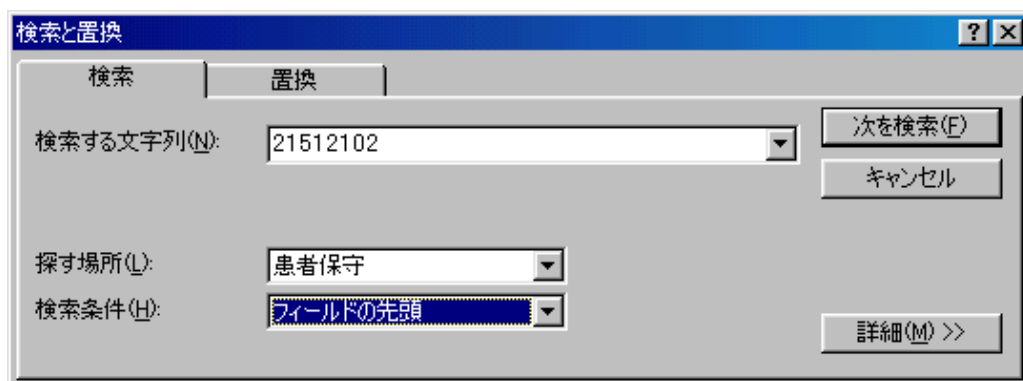 検索と置換
検索 置換
検索する文字列(N): 21512102 次を検索(F)
キャンセル
探す場所(L): 患者保守
検索条件(H): フィールドの先頭
詳細(M) >>